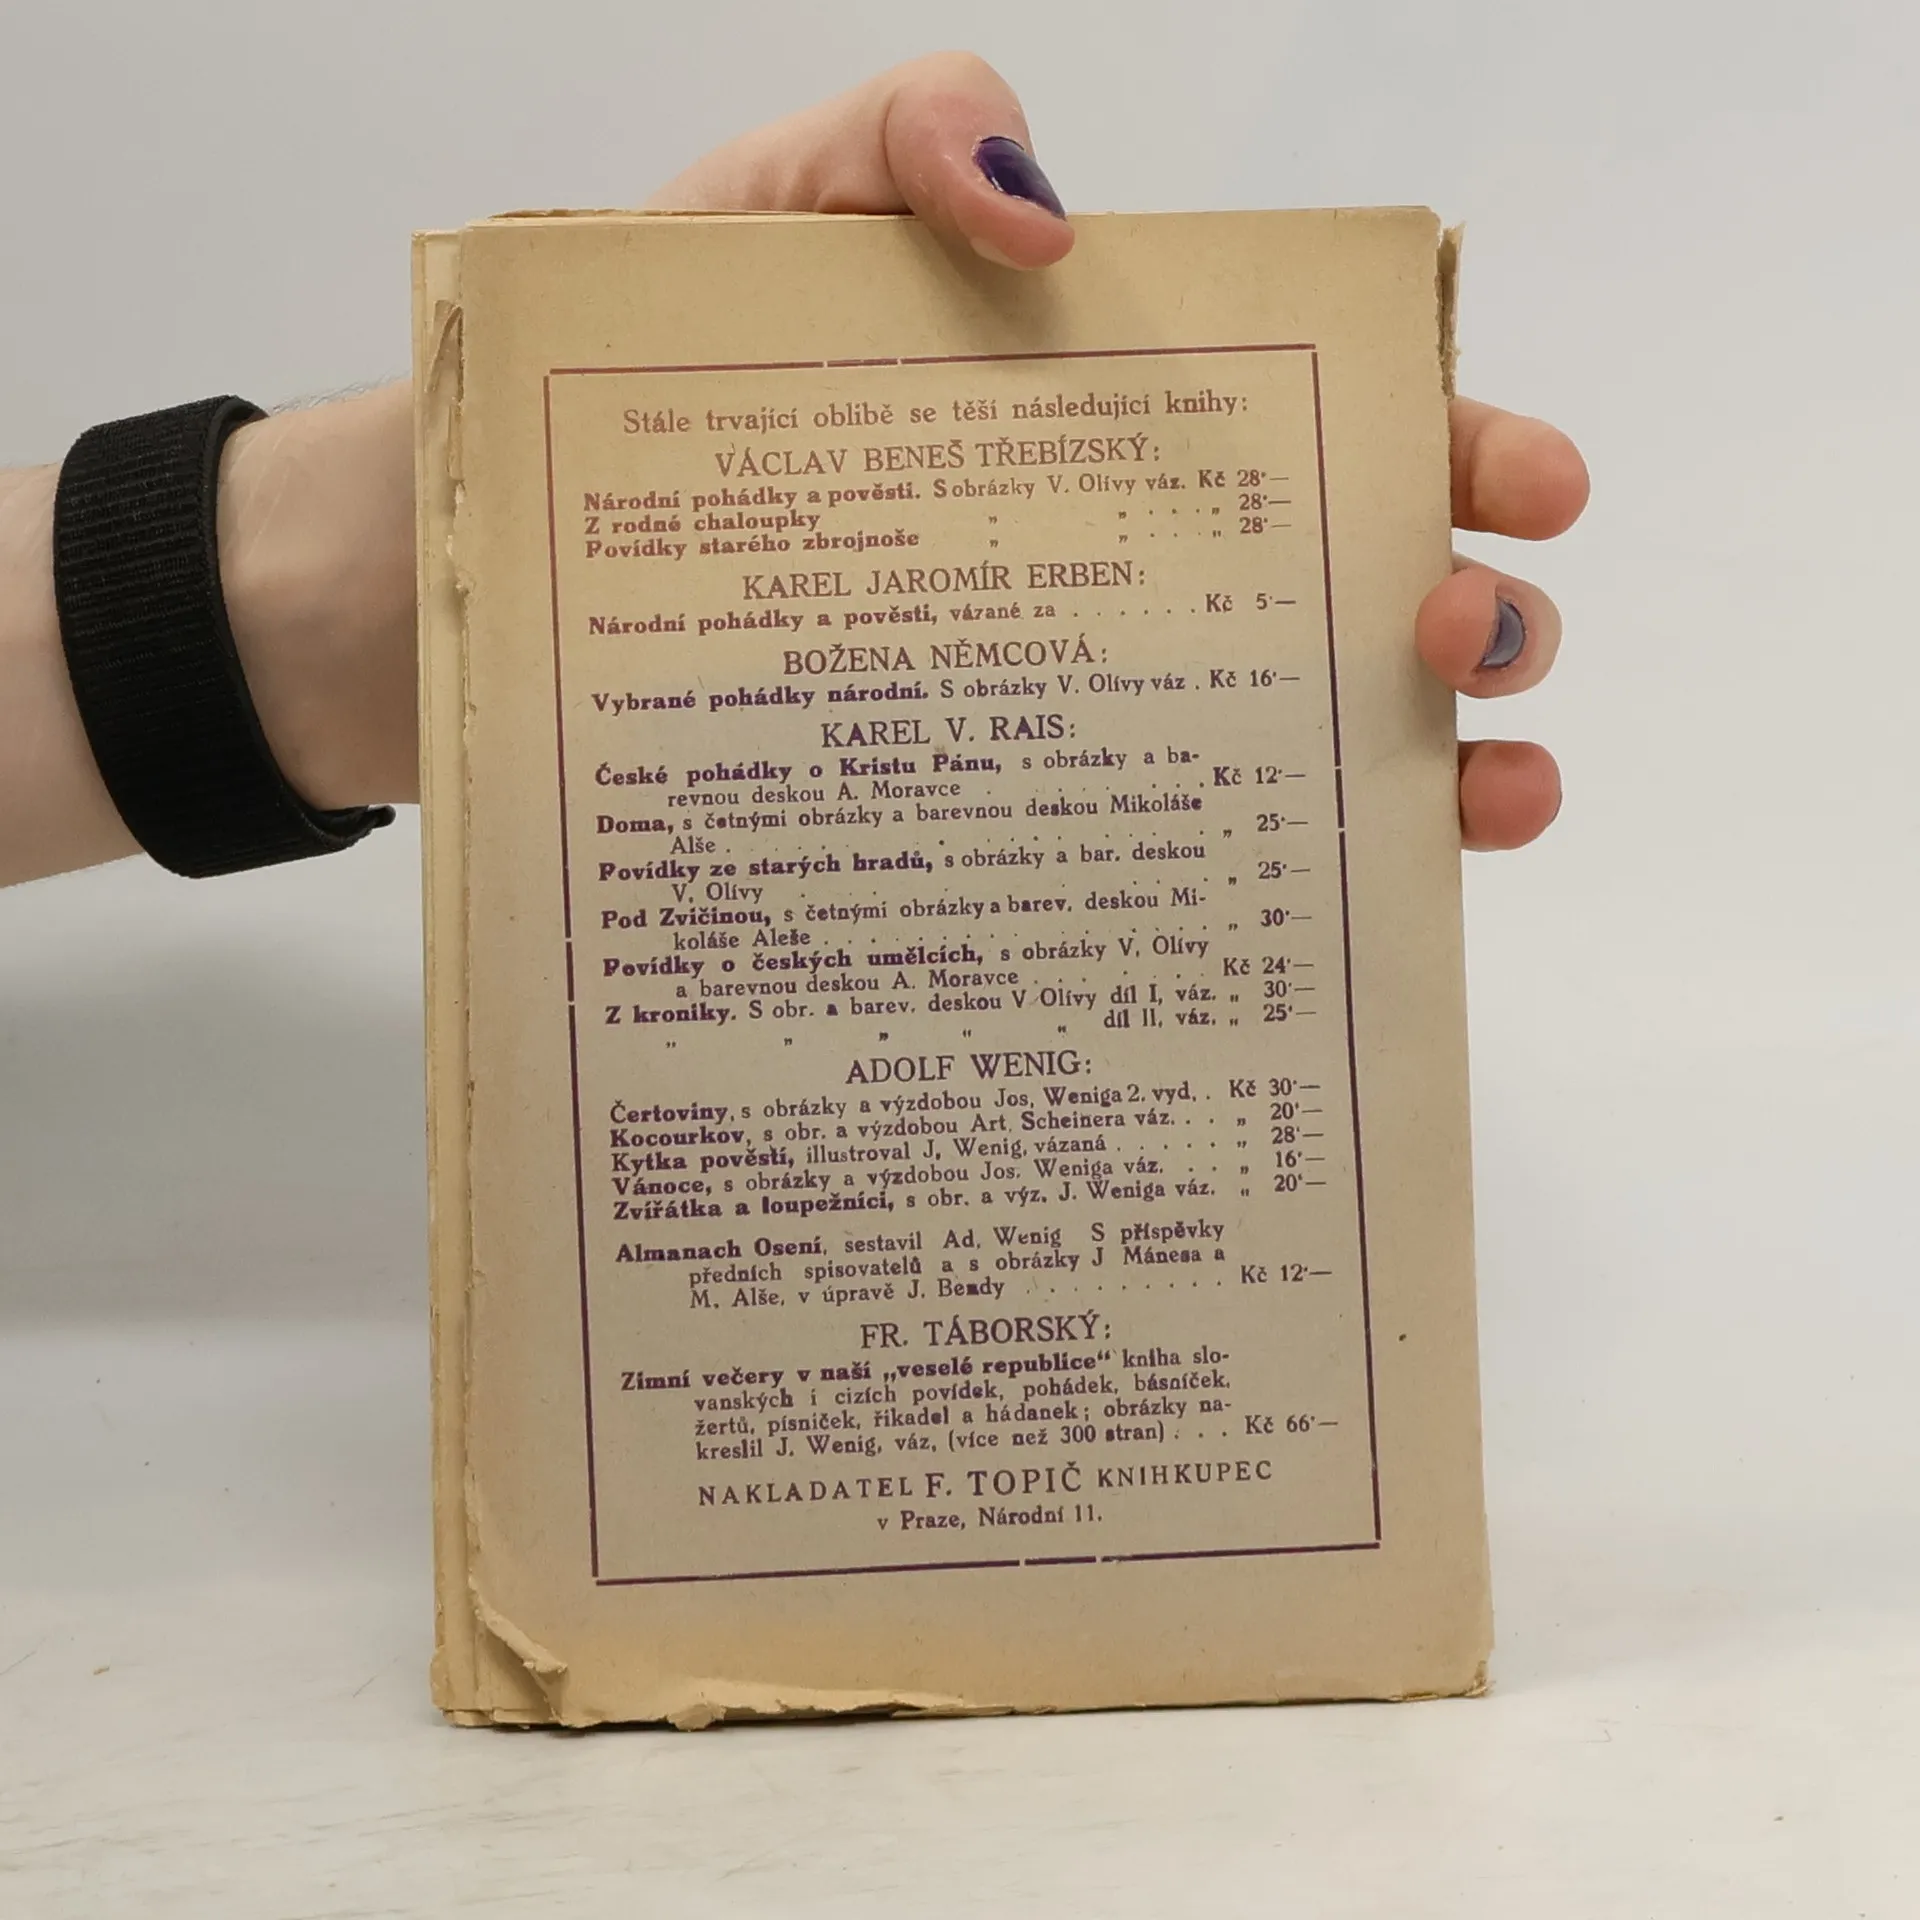 Stále trvající oblibě se těší následující knihy:
VÁCLAV BENEŠ TŘEBÍZSKÝ:
Národní pohádky a pověsti. S obrázky V. Olívy váz. Kč 28·—
Z rodné chaloupky „ „ . . . „ 28·—
Povídky starého zbrojnoše „ „ . . . „ 28·—
KAREL JAROMÍR ERBEN:
Národní pohádky a pověsti, vázané za . . . . . . Kč 5·—
BOŽENA NĚMCOVÁ:
Vybrané pohádky národní. S obrázky V. Olívy váz . Kč 16·—
KAREL V. RAIS:
České pohádky o Kristu Pánu, s obrázky a ba-
revnou deskou A. Moravce . . . . . . Kč 12·—
Doma, s četnými obrázky a barevnou deskou Mikoláše
Alše . . . . . . . . . . „ 25·—
Povídky ze starých hradů, s obrázky a bar. deskou
V. Olívy . . . . . . . . „ 25·—
Pod Zvičinou, s četnými obrázky a barev. deskou Mi-
koláše Aleše . . . . . . . . „ 30·—
Povídky o českých umělcích, s obrázky V. Olívy
a barevnou deskou A. Moravce . . . . . Kč 24·—
Z kroniky. S obr. a barev. deskou V Olívy díl I, váz. „ 30·—
„ „ „ “ “ díl II, váz. „ 25·—
ADOLF WENIG:
Čertoviny, s obrázky a výzdobou Jos. Weniga 2. vyd. . Kč 30·—
Kocourkov, s obr. a výzdobou Art. Scheinera váz. . . „ 20·—
Kytka pověstí, illustroval J. Wenig, vázaná . . . . . „ 28·—
Vánoce, s obrázky a výzdobou Jos. Weniga váz. . . „ 16·—
Zvířátka a loupežníci, s obr. a výz. J. Weniga váz. „ 20·—
Almanach Osení, sestavil Ad. Wenig S příspěvky
předních spisovatelů a s obrázky J Mánesa a
M. Alše, v úpravě J. Bendy . . . . . . . . . Kč 12·—
FR. TÁBORSKÝ:
Zimní večery v naší „veselé republice“ kniha slo-
vanských i cizích povídek, pohádek, básníček,
žertů, písniček, říkadel a hádanek; obrázky na-
kreslil J. Wenig, váz, (více než 300 stran) . . . Kč 66·—
NAKLADATEL F. TOPIČ KNIHKUPEC
v Praze, Národní 11.